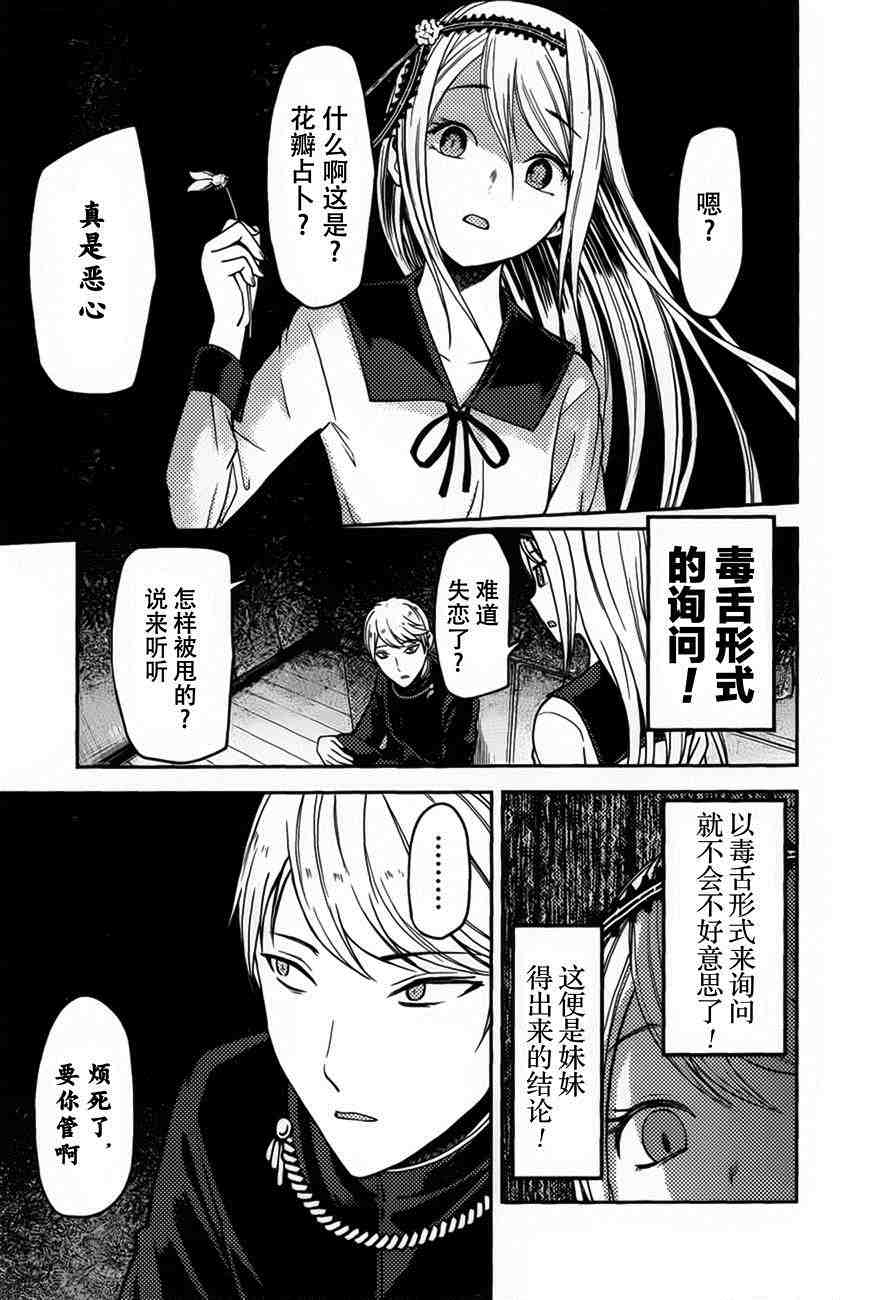 嗯？
什么啊这是？
花瓣占卜？
真是恶心
毒舌形式
的询问！
难道
失恋了？
怎样被甩的？
说来听听
以毒舌形式来询问
就不会不好意思了！
这便是妹妹
得出来的结论！
………
烦死了，
要你管啊